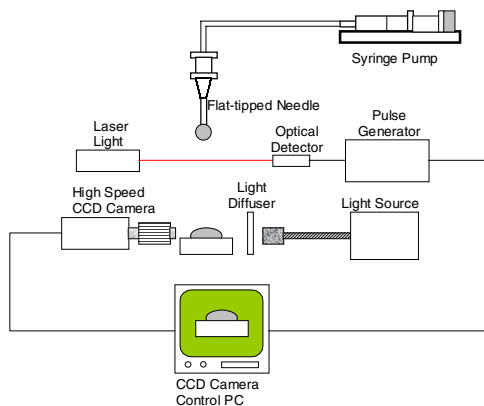 Syringe Pump
Flat-tipped Needle
Laser
Light
Optical
Detector
Pulse
Generator
High Speed
CCD Camera
Light
Diffuser
Light Source
CCD Camera
Control PC